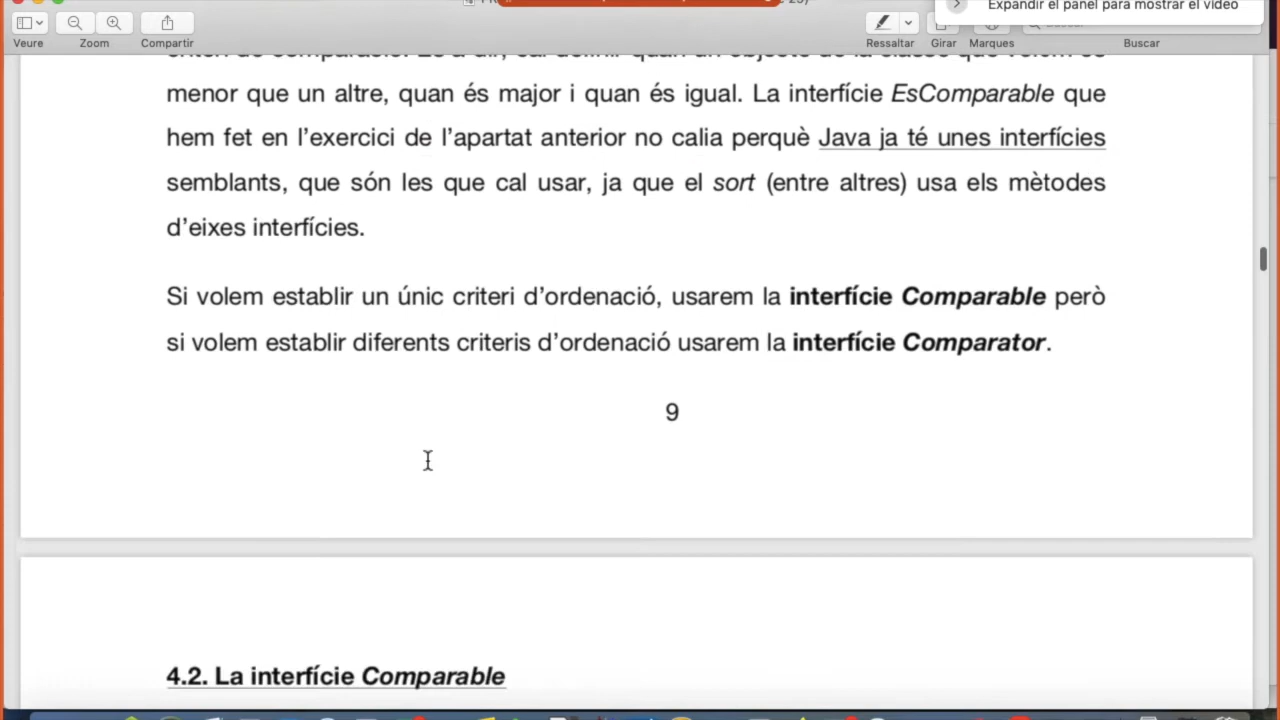 Expandir el panel para mostrar el vídeo
Veure
Zoom
Compartir
Ressaltar
Girar
Marques
Buscar
menor que un altre, quan és major i quan és igual. La interfície EsComparable que
hem fet en l'exercici de l'apartat anterior no calia perquè Java ja té unes interfícies
semblants, que són les que cal usar, ja que el sort (entre altres) usa els mètodes
d'eixes interfícies.
Si volem establir un únic criteri d'ordenació, usarem la interfície Comparable però
si volem establir diferents criteris d'ordenació usarem la interfície Comparator.
9
4.2. La interfície Comparable